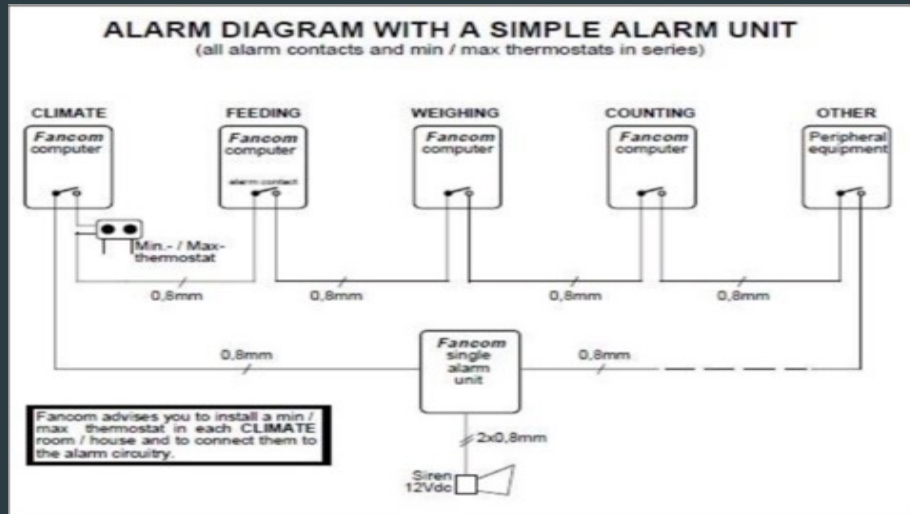 ALARM DIAGRAM WITH A SIMPLE ALARM UNIT
(all alarm contacts and min / max thermostats in series)
CLIMATE
FEEDING
WEIGHING
COUNTING
OTHER
Fancom
computer
Fancom
computer
alarm contact
Fancom
computer
Fancom
computer
Peripheral
equipment
Min.- / Max-
thermostat
0,8mm
0,8mm
0,8mm
0,8mm
0,8mm
Fancom
single
alarm
unit
0,8mm
2x0,8mm
Siren
12Vdc
Fancom advises you to install a min /
max thermostat in each CLIMATE
room / house and to connect them to
the alarm circuitry.